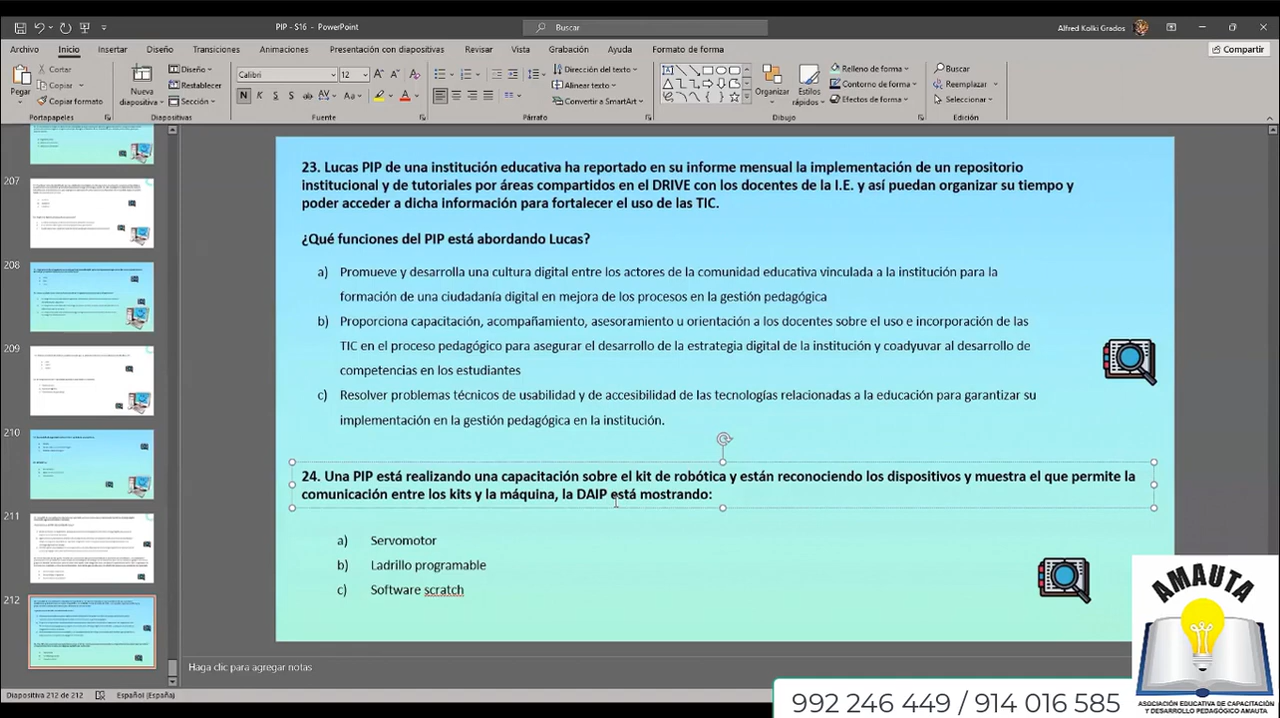 PIP - S16 - PowerPoint
Buscar
Alfred Kolki Grados
Archivo
Inicio
Insertar
Diseño
Transiciones
Animaciones
Presentación con diapositivas
Revisar
Vista
Grabación
Ayuda
Formato de forma
Compartir
Pegar
Cortar
Copiar
Copiar formato
Portapapeles
Nueva
diapositiva
Diseño
Restablecer
Sección
Diapositivas
Calibri
12
N
K
S
S
ab
AV
Aa
A
Fuente
Dirección del texto
Alinear texto
Convertir a SmartArt
Párrafo
Organizar
Estilos
rápidos
Relleno de forma
Contorno de forma
Efectos de forma
Dibujo
Buscar
Reemplazar
Seleccionar
Edición
207
208
209
210
211
212
23. Lucas PIP de una institución educativa ha reportado en su informe mensual la implementación de un repositorio
institucional y de tutoriales en líneas compartidos en el DRIVE con los docentes de la I.E. y así puedan organizar su tiempo y
poder acceder a dicha información para fortalecer el uso de las TIC.
¿Qué funciones del PIP está abordando Lucas?
a) Promueve y desarrolla una cultura digital entre los actores de la comunidad educativa vinculada a la institución para la
formación de una ciudadanía digital en mejora de los procesos en la gestión pedagógica
b) Proporciona capacitación, acompañamiento, asesoramiento u orientación a los docentes sobre el uso e incorporación de las
TIC en el proceso pedagógico para asegurar el desarrollo de la estrategia digital de la institución y coadyuvar al desarrollo de
competencias en los estudiantes
c) Resolver problemas técnicos de usabilidad y de accesibilidad de las tecnologías relacionadas a la educación para garantizar su
implementación en la gestión pedagógica en la institución.
24. Una PIP está realizando una capacitación sobre el kit de robótica y están reconociendo los dispositivos y muestra el que permite la
comunicación entre los kits y la máquina, la DAIP está mostrando:
a) Servomotor
b) Ladrillo programable
c) Software scratch
Haga clic para agregar notas
Diapositiva 212 de 212
Español (España)
992 246 449 / 914 016 585
AMAUTA
ASOCIACIÓN EDUCATIVA DE CAPACITACIÓN
Y DESARROLLO PEDAGÓGICO AMAUTA